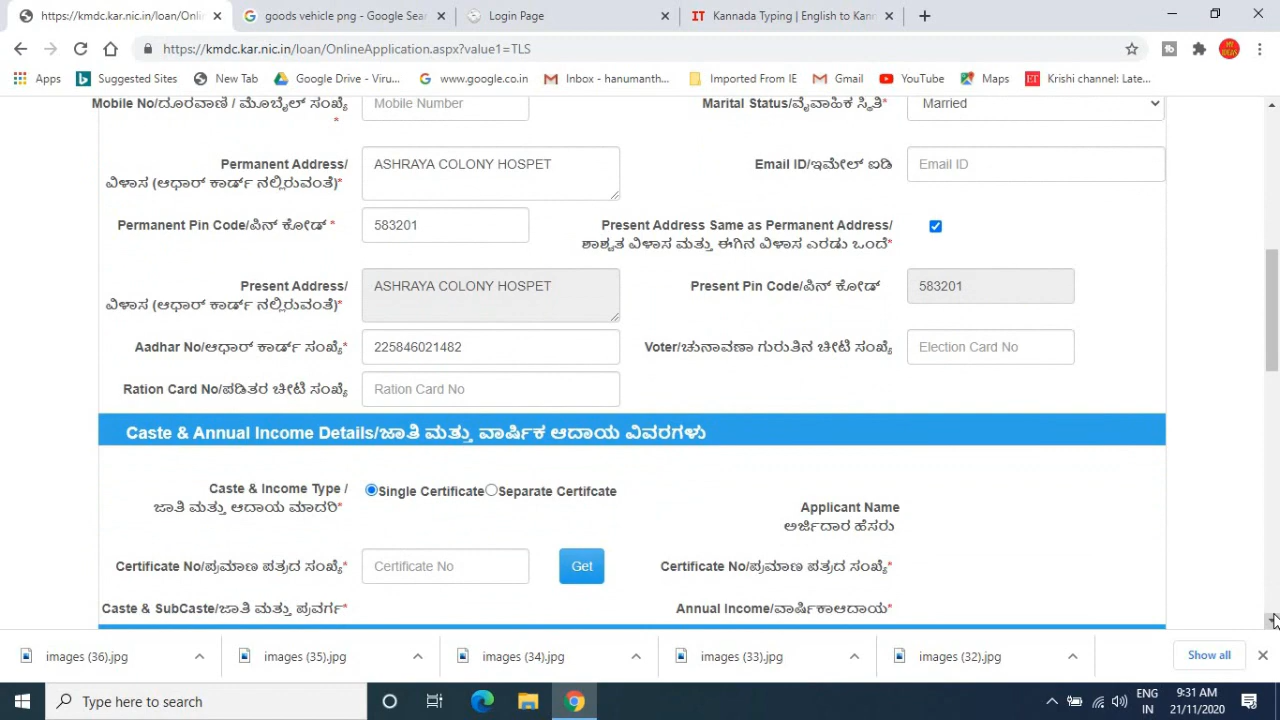 https://kmdc.kar.nic.in/loan/Onli
goods vehicle png - Google Sear
Login Page
Kannada Typing | English to Kann
https://kmdc.kar.nic.in/loan/OnlineApplication.aspx?value1=TLS
Apps Suggested Sites New Tab Google Drive - Viru... www.google.co.in Inbox - hanumanth... Imported From IE Gmail YouTube Maps Krishi channel: Late...
Mobile No/ದೂರವಾಣಿ / ಮೊಬೈಲ್ ಸಂಖ್ಯೆ * Mobile Number
Marital Status/ವೈವಾಹಿಕ ಸ್ಥಿತಿ* Married
Permanent Address/ ASHRAYA COLONY HOSPET
ವಿಳಾಸ (ಆಧಾರ್ ಕಾರ್ಡ್ ನಲ್ಲಿರುವಂತೆ)*
Email ID/ಇಮೇಲ್ ಐಡಿ Email ID
Permanent Pin Code/ಪಿನ್ ಕೋಡ್ * 583201
Present Address Same as Permanent Address/
ಶಾಶ್ವತ ವಿಳಾಸ ಮತ್ತು ಈಗಿನ ವಿಳಾಸ ಎರಡು ಒಂದೆ*
Present Address/ ASHRAYA COLONY HOSPET
ವಿಳಾಸ (ಆಧಾರ್ ಕಾರ್ಡ್ ನಲ್ಲಿರುವಂತೆ)*
Present Pin Code/ಪಿನ್ ಕೋಡ್ 583201
Aadhar No/ಆಧಾರ್ ಕಾರ್ಡ್ ಸಂಖ್ಯೆ* 225846021482
Voter/ಚುನಾವಣಾ ಗುರುತಿನ ಚೀಟಿ ಸಂಖ್ಯೆ Election Card No
Ration Card No/ಪಡಿತರ ಚೀಟಿ ಸಂಖ್ಯೆ Ration Card No
Caste & Annual Income Details/ಜಾತಿ ಮತ್ತು ವಾರ್ಷಿಕ ಆದಾಯ ವಿವರಗಳು
Caste & Income Type / Single Certificate Separate Certifcate
ಜಾತಿ ಮತ್ತು ಆದಾಯ ಮಾದರಿ*
Applicant Name
ಅರ್ಜಿದಾರ ಹೆಸರು
Certificate No/ಪ್ರಮಾಣ ಪತ್ರದ ಸಂಖ್ಯೆ* Certificate No Get
Certificate No/ಪ್ರಮಾಣ ಪತ್ರದ ಸಂಖ್ಯೆ*
Caste & SubCaste/ಜಾತಿ ಮತ್ತು ಪ್ರವರ್ಗ*
Annual Income/ವಾರ್ಷಿಕಾಆದಾಯ*
images (36).jpg images (35).jpg images (34).jpg images (33).jpg images (32).jpg Show all
Type here to search
ENG
IN
9:31 AM
21/11/2020